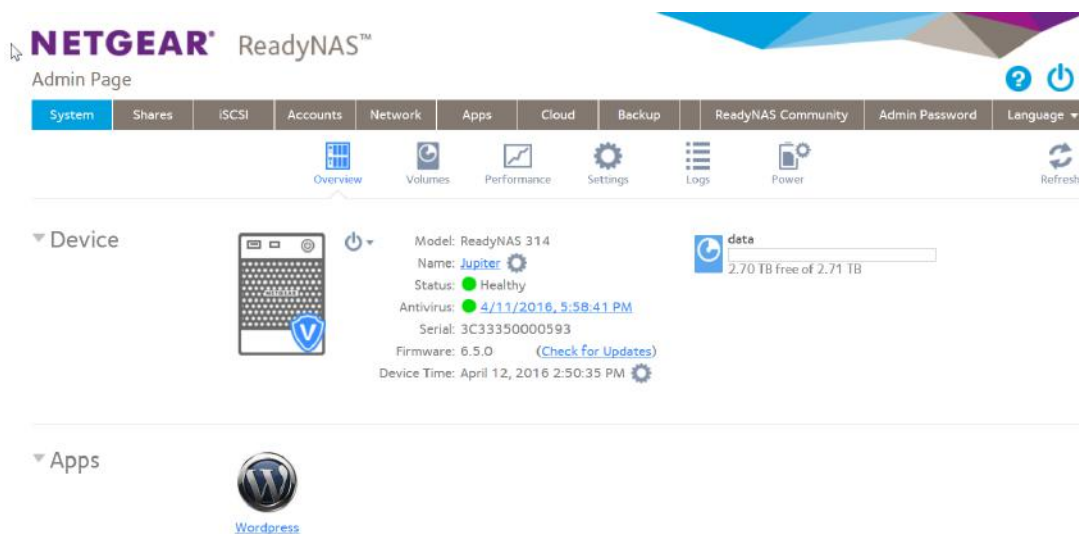 NETGEAR® ReadyNAS™
Admin Page
System Shares iSCSI Accounts Network Apps Cloud Backup ReadyNAS Community Admin Password Language
Overview Volumes Performance Settings Logs Power Refresh
Device
Model: ReadyNAS 314
Name: Jupiter
Status: Healthy
Antivirus: 4/11/2016, 5:58:41 PM
Serial: 3C33350000593
Firmware: 6.5.0 (Check for Updates)
Device Time: April 12, 2016 2:50:35 PM
data
2.70 TB free of 2.71 TB
V
Apps
Wordpress